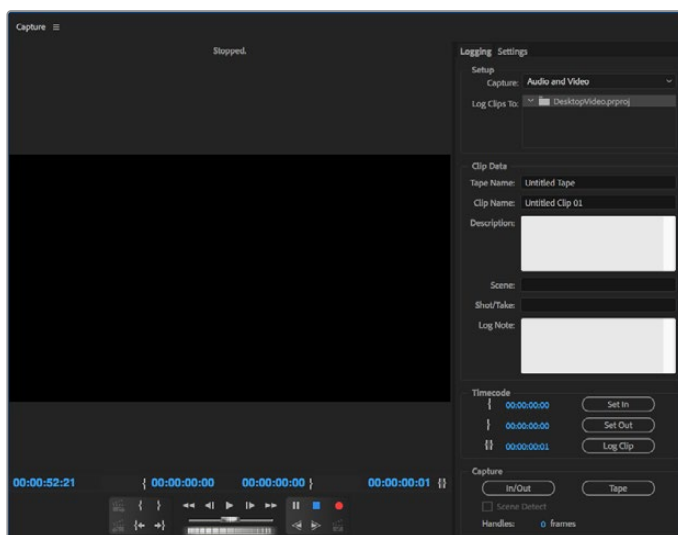 Capture
Stopped.
Logging Settings
Setup
Capture: Audio and Video
Log Clips To: DesktopVideo.prproj
Clip Data
Tape Name: Untitled Tape
Clip Name: Untitled Clip 01
Description:
Scene:
Shot/Take:
Log Note:
Timecode
{ 00:00:00:00 Set In
} 00:00:00:00 Set Out
{} 00:00:00:01 Log Clip
00:00:52:21 { 00:00:00:00 00:00:00:00 } 00:00:00:01 {}
Capture
In/Out Tape
Scene Detect
Handles: 0 frames